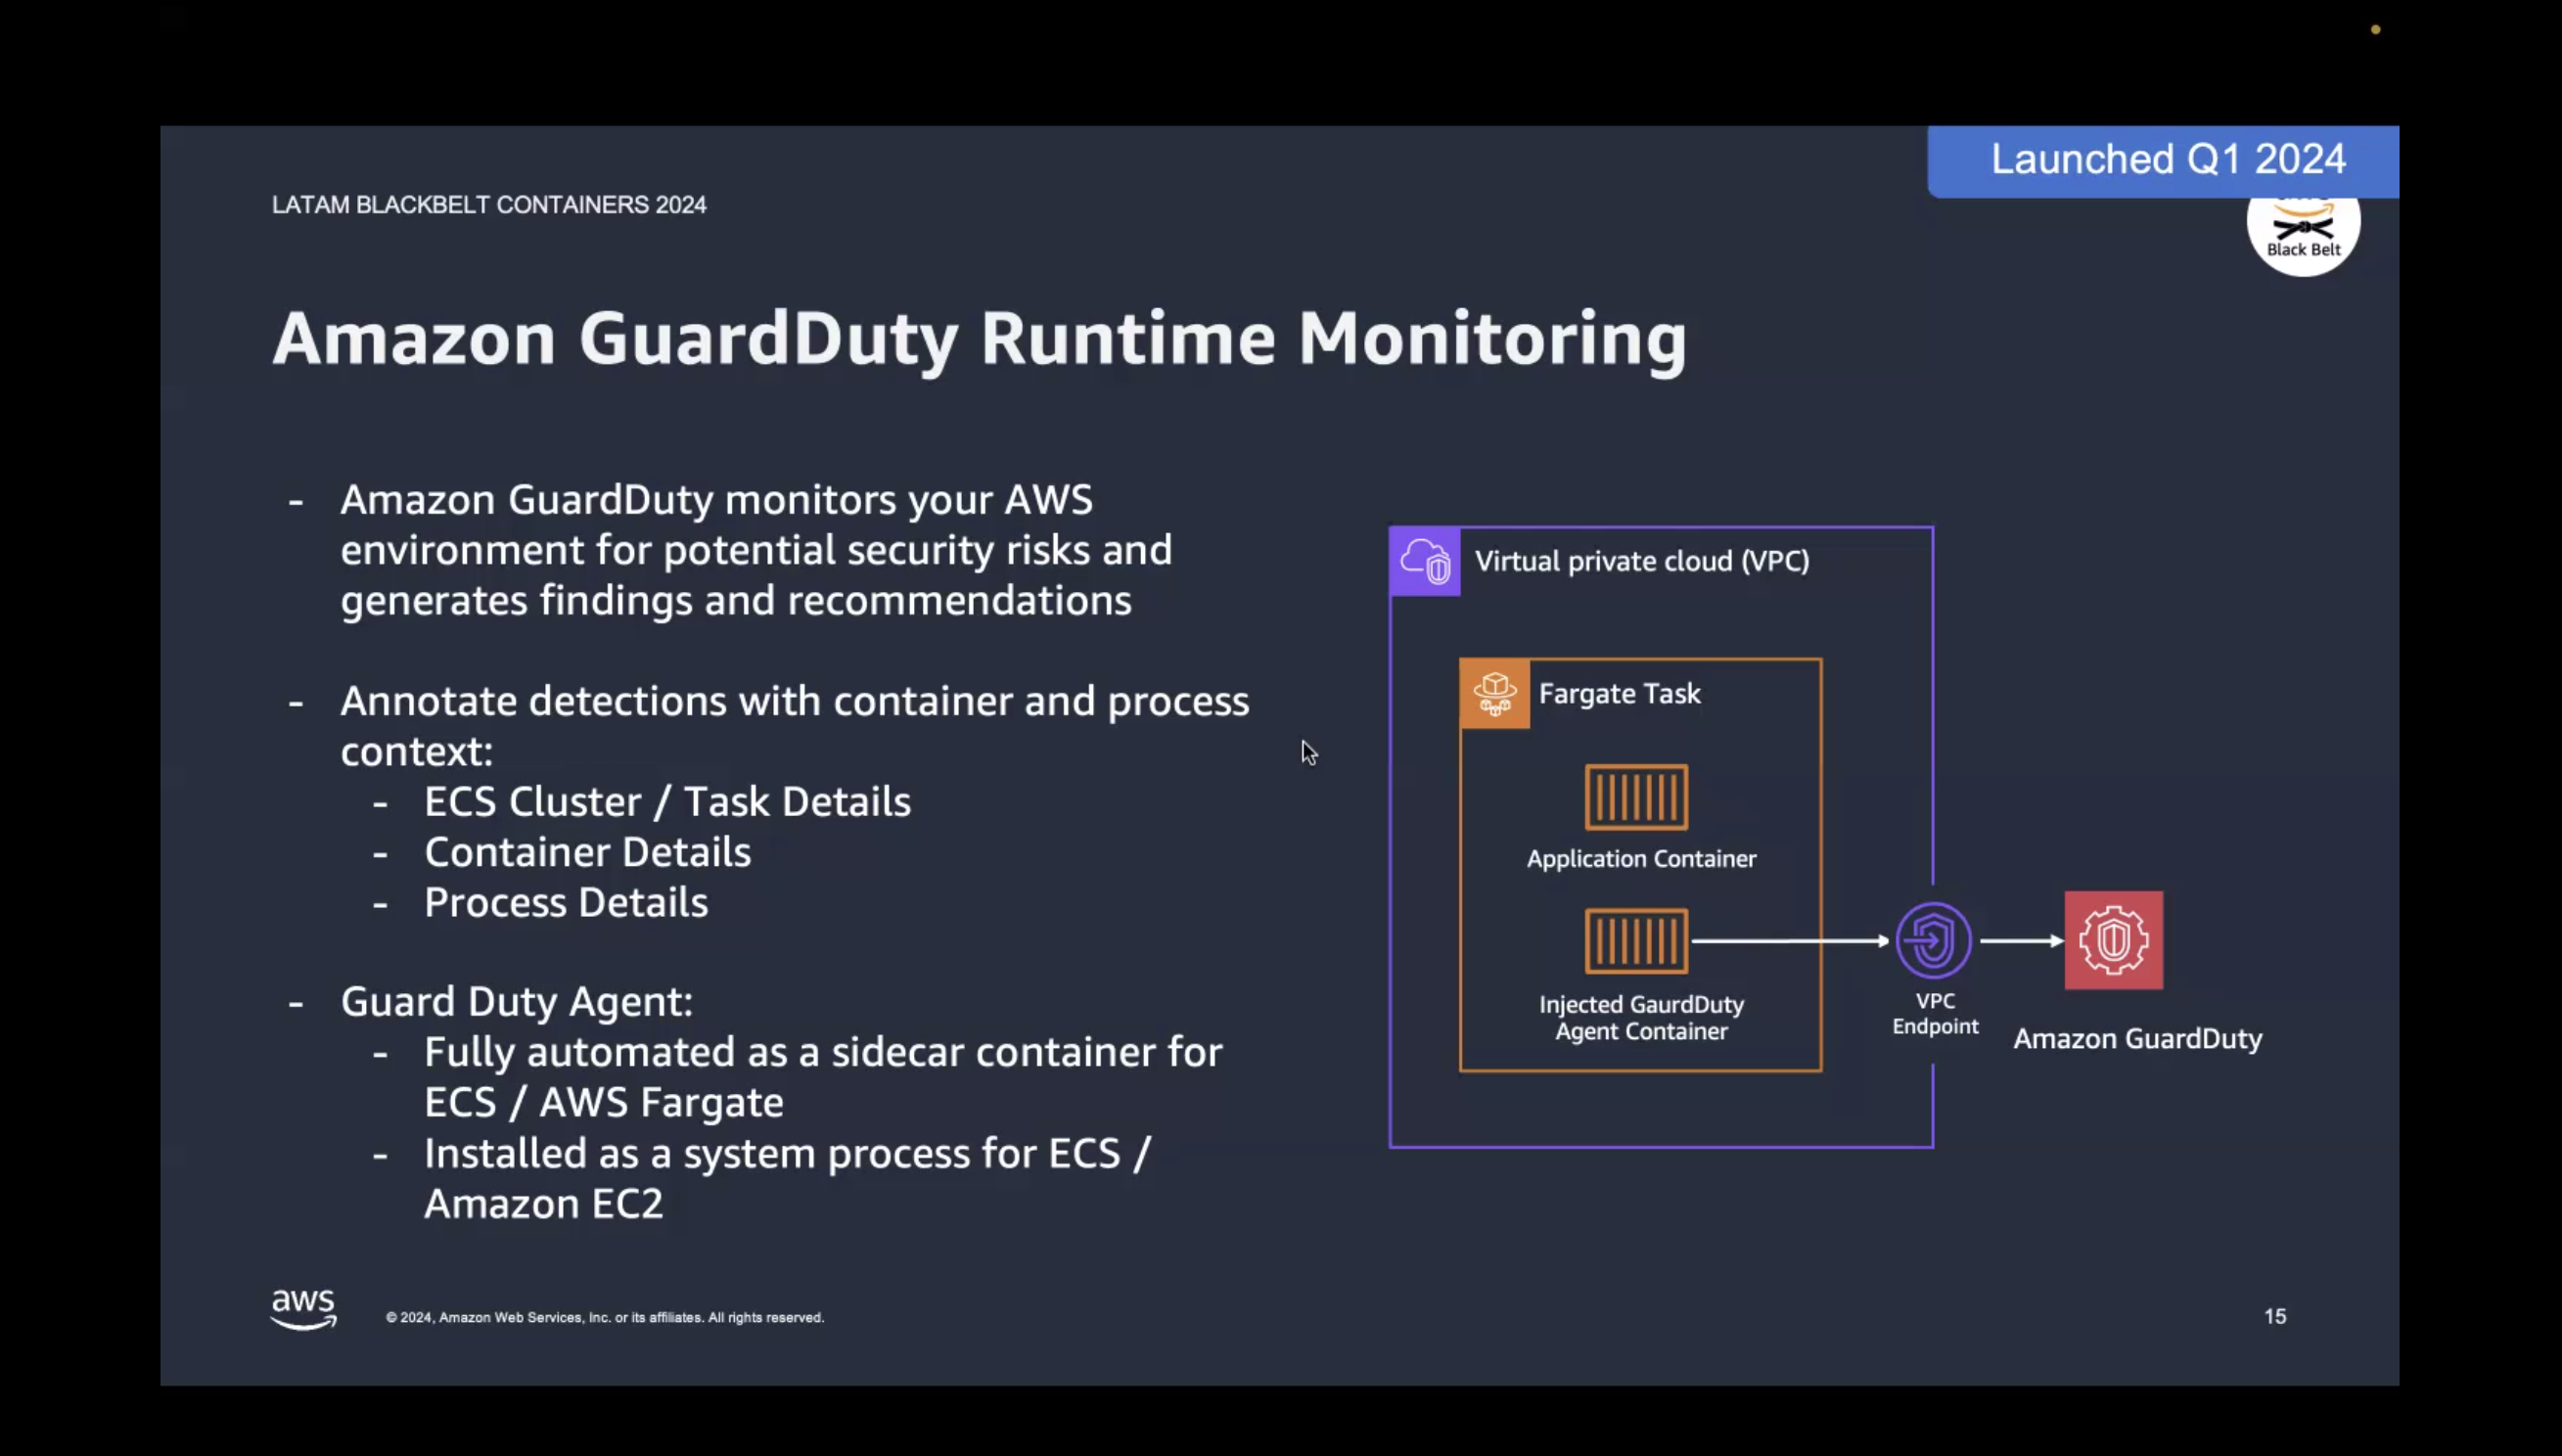 Launched Q1 2024
LATAM BLACKBELT CONTAINERS 2024
Black Belt
Amazon GuardDuty Runtime Monitoring
- Amazon GuardDuty monitors your AWS
environment for potential security risks and
generates findings and recommendations
- Annotate detections with container and process
context:
- ECS Cluster / Task Details
- Container Details
- Process Details
- Guard Duty Agent:
- Fully automated as a sidecar container for
ECS / AWS Fargate
- Installed as a system process for ECS /
Amazon EC2
Virtual private cloud (VPC)
Fargate Task
Application Container
Injected GaurdDuty
Agent Container
VPC
Endpoint
Amazon GuardDuty
aws
© 2024, Amazon Web Services, Inc. or its affiliates. All rights reserved.
15